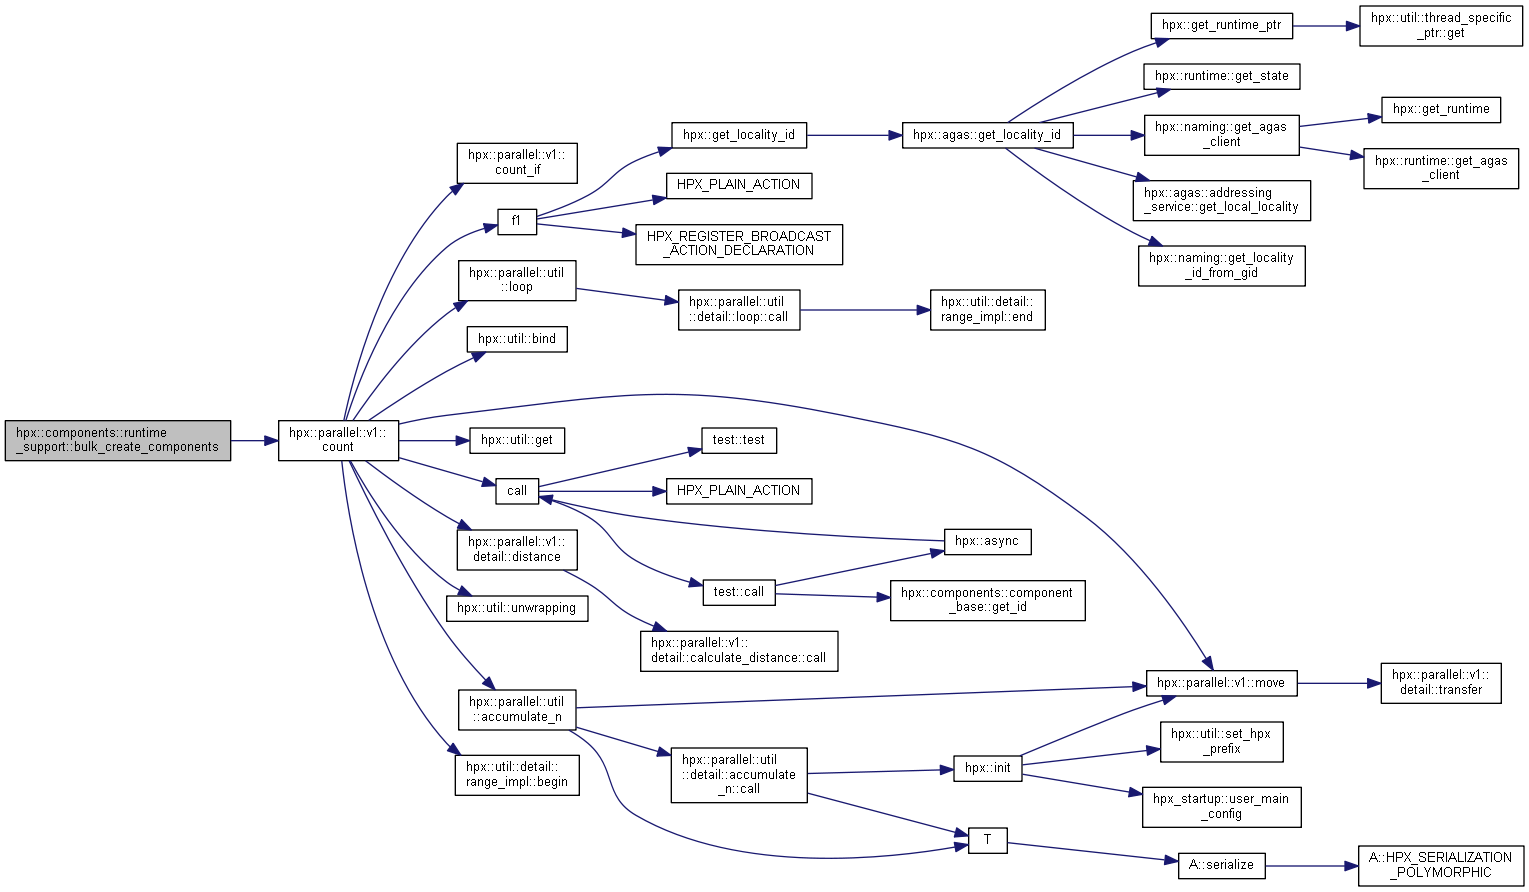 hpx::components::runtime
_support::bulk_create_components
hpx::parallel::v1::
count
hpx::parallel::v1::
count_if
f1
hpx::get_locality_id
hpx::agas::get_locality_id
hpx::get_runtime_ptr
hpx::util::thread_specific
_ptr::get
hpx::runtime::get_state
hpx::naming::get_agas
_client
hpx::get_runtime
hpx::runtime::get_agas
_client
hpx::agas::addressing
_service::get_local_locality
hpx::naming::get_locality
_id_from_gid
HPX_PLAIN_ACTION
HPX_REGISTER_BROADCAST
_ACTION_DECLARATION
hpx::parallel::util
::loop
hpx::parallel::util
::detail::loop::call
hpx::util::detail::
range_impl::end
hpx::util::bind
hpx::util::get
call
test::test
HPX_PLAIN_ACTION
hpx::async
test::call
hpx::components::component
_base::get_id
hpx::parallel::v1::
detail::distance
hpx::parallel::v1::
detail::calculate_distance::call
hpx::util::unwrapping
hpx::parallel::util
::accumulate_n
hpx::parallel::v1::move
hpx::parallel::v1::
detail::transfer
hpx::parallel::util
::detail::accumulate
_n::call
hpx::init
hpx::util::set_hpx
_prefix
hpx_startup::user_main
_config
hpx::util::detail::
range_impl::begin
T
A::serialize
A::HPX_SERIALIZATION
_POLYMORPHIC